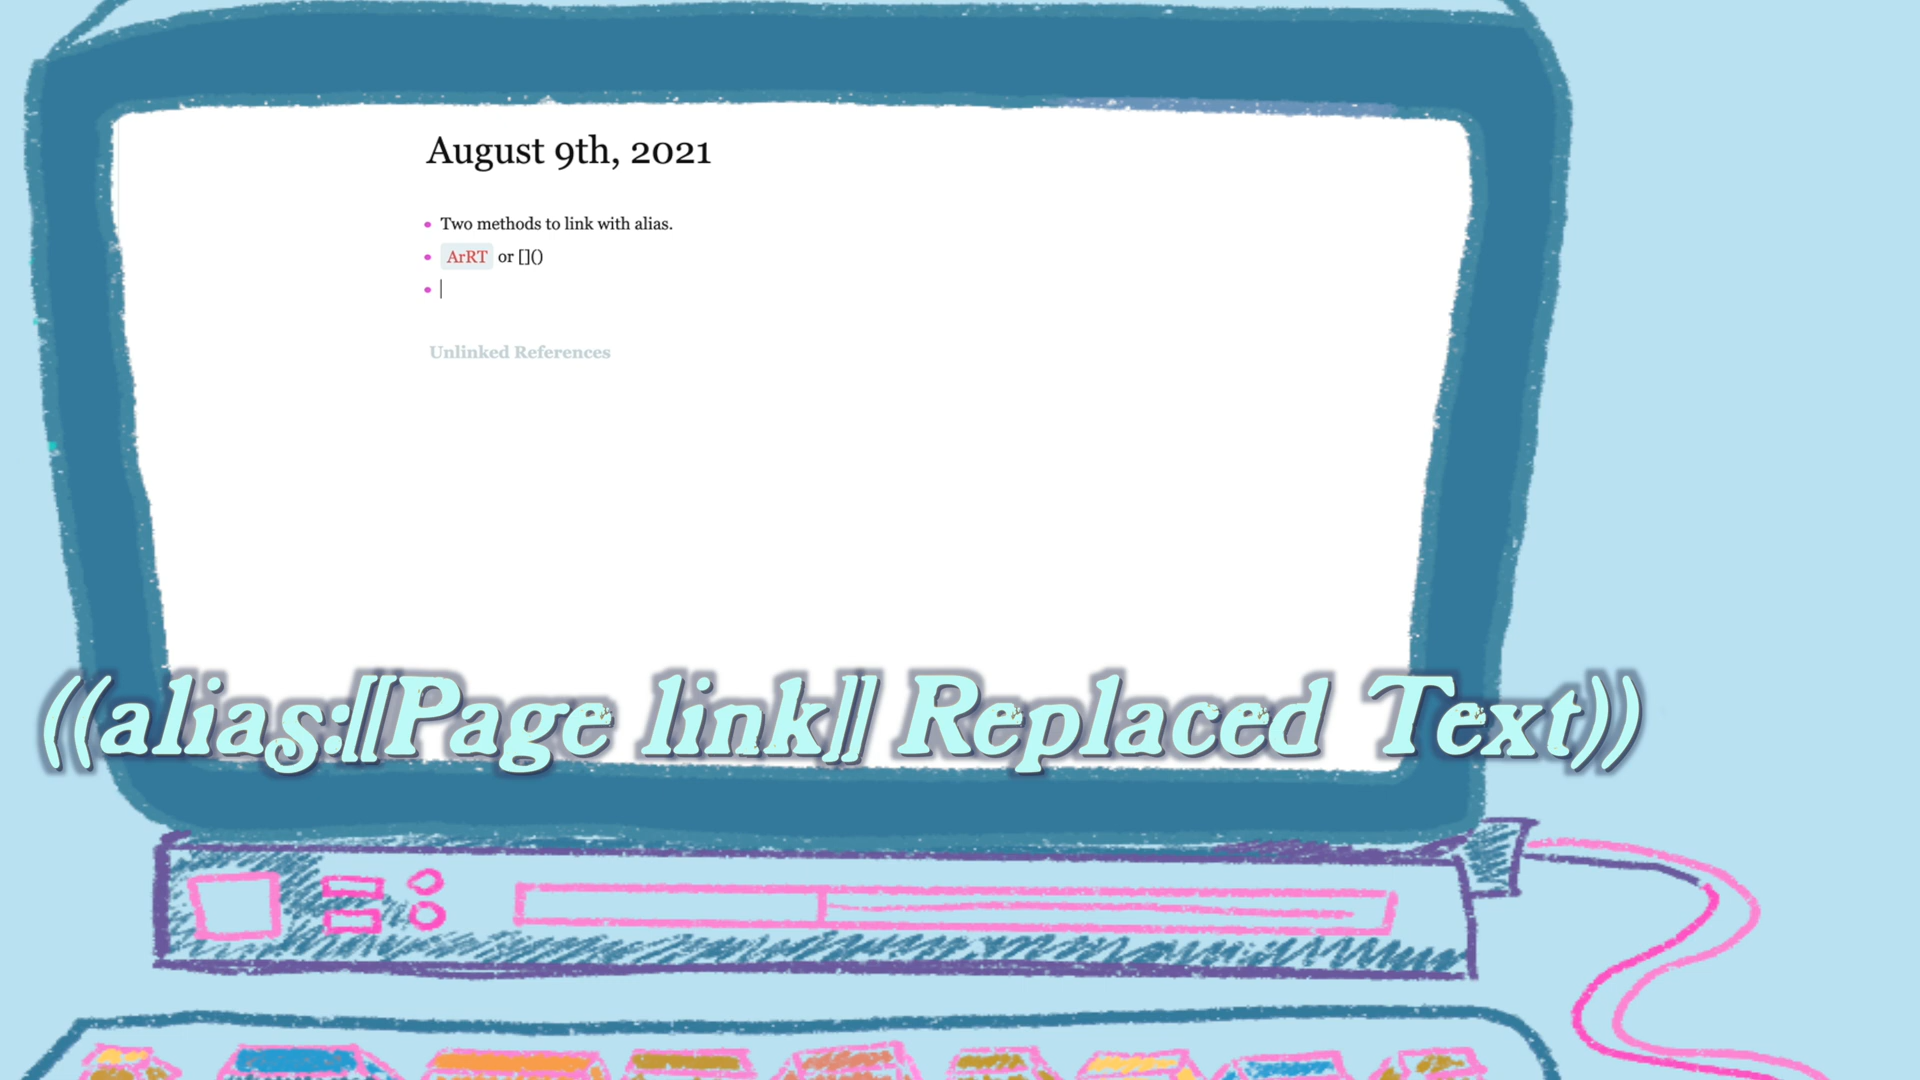 August 9th, 2021
Two methods to link with alias.
ArRT or []()
Unlinked References
((alias:[[Page link]] Replaced Text))